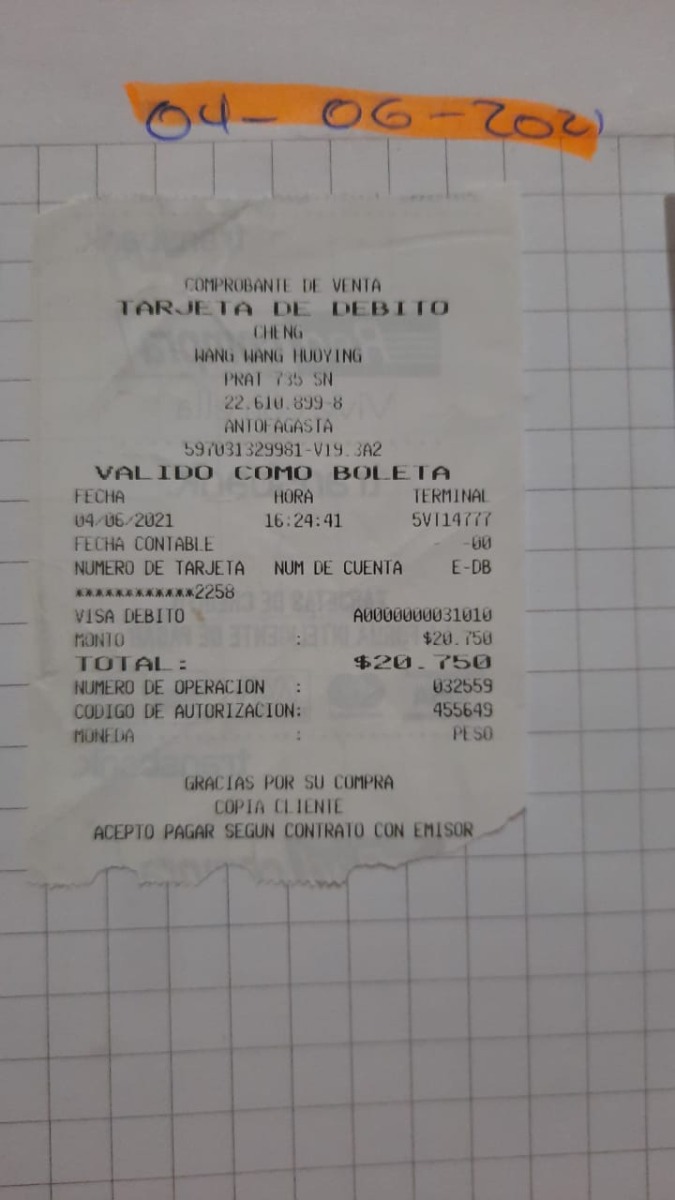 04- 06-2021
COMPROBANTE DE VENTA
TARJETA DE DEBITO
CHENG
WANG WANG HUOYING
PRAT 735 SN
22.610.899-8
ANTOFAGASTA
597031329981-V19.3A2
VALIDO COMO BOLETA
FECHA HORA TERMINAL
04/06/2021 16:24:41 5VT14777
FECHA CONTABLE - -00
NUMERO DE TARJETA NUM DE CUENTA E-DB
************2258
VISA DEBITO A0000000031010
MONTO : $20.750
TOTAL: $20.750
NUMERO DE OPERACION : 032559
CODIGO DE AUTORIZACION: 455649
MONEDA : PESO
GRACIAS POR SU COMPRA
COPIA CLIENTE
ACEPTO PAGAR SEGUN CONTRATO CON EMISOR